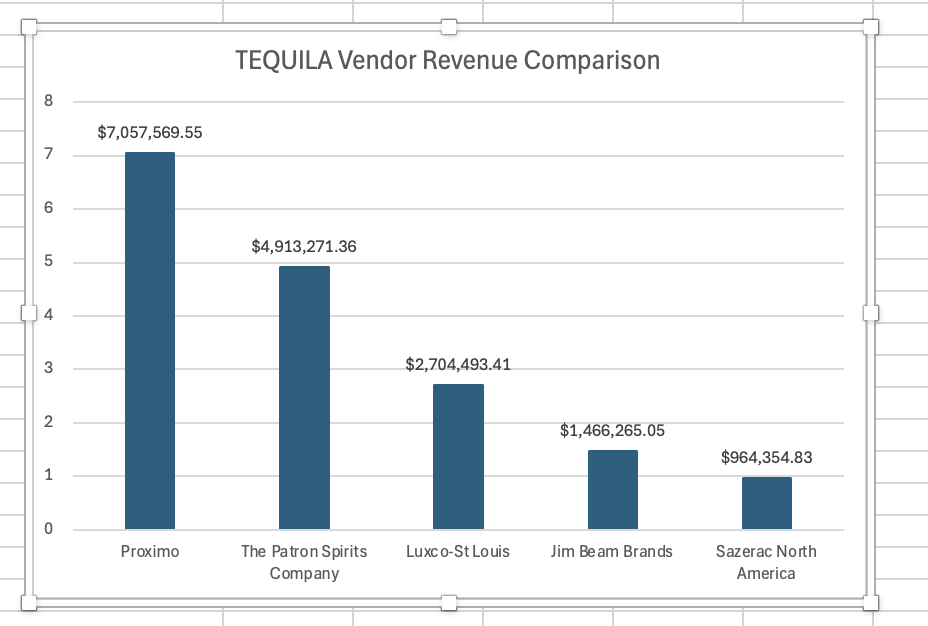 TEQUILA Vendor Revenue Comparison
8
7
6
5
4
3
2
1
0
$7,057,569.55
$4,913,271.36
$2,704,493.41
$1,466,265.05
$964,354.83
Proximo
The Patron Spirits
Company
Luxco-St Louis
Jim Beam Brands
Sazerac North
America